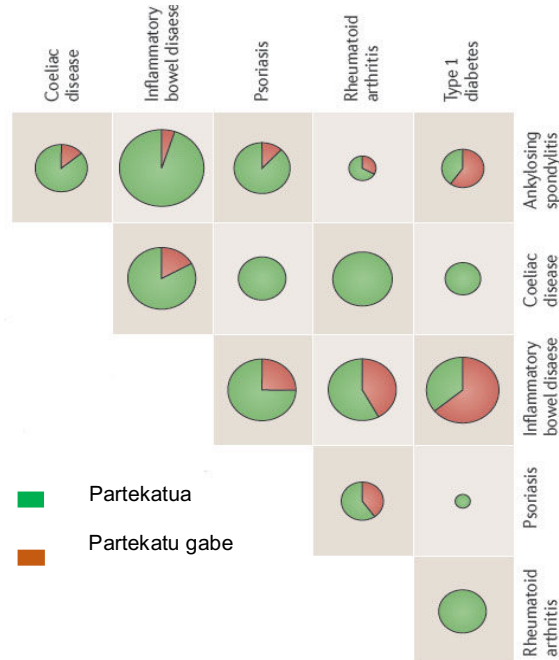 Coeliac
disease
Inflammatory
bowel disaese
Psoriasis
Rheumatoid
arthritis
Type 1
diabetes
Ankylosing
spondylitis
Coeliac
disease
Inflammatory
bowel disaese
Psoriasis
Rheumatoid
arthritis
Partekatua
Partekatu gabe